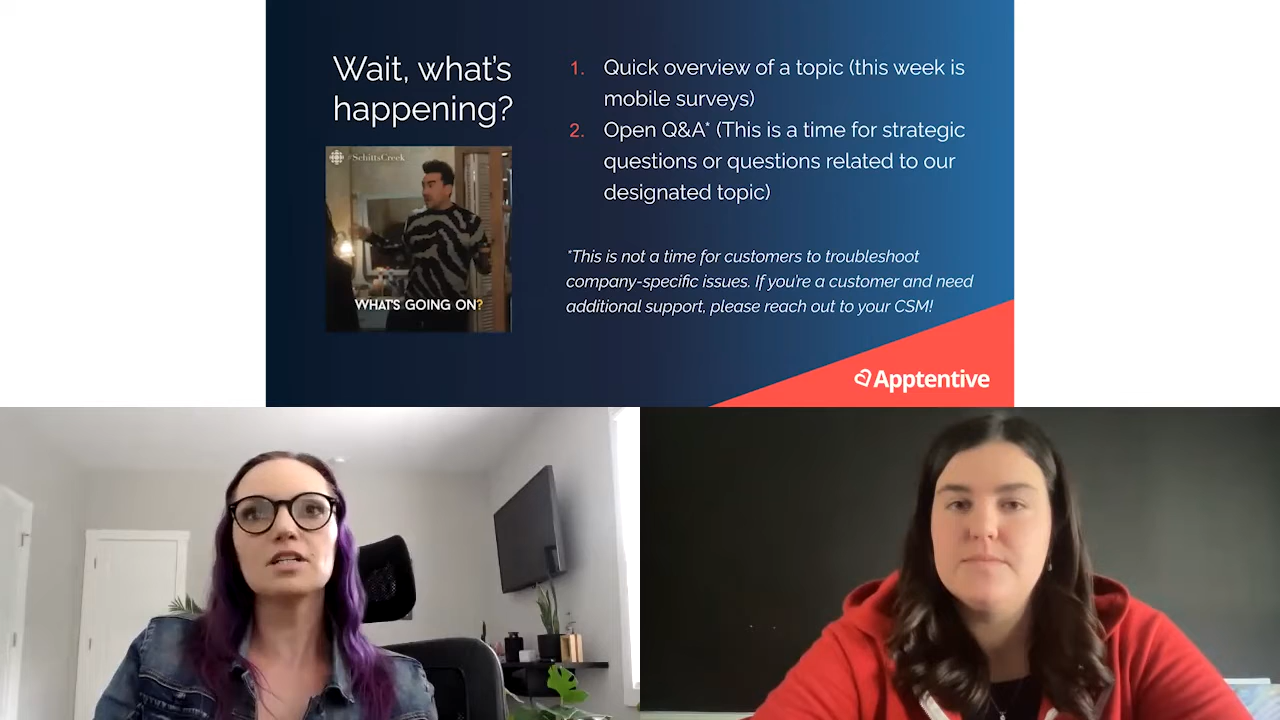 Wait, what's
happening?
#SchittsCreek
WHAT'S GOING ON?
1. Quick overview of a topic (this week is
mobile surveys)
2. Open Q&A* (This is a time for strategic
questions or questions related to our
designated topic)
*This is not a time for customers to troubleshoot
company-specific issues. If you're a customer and need
additional support, please reach out to your CSM!
Apptentive